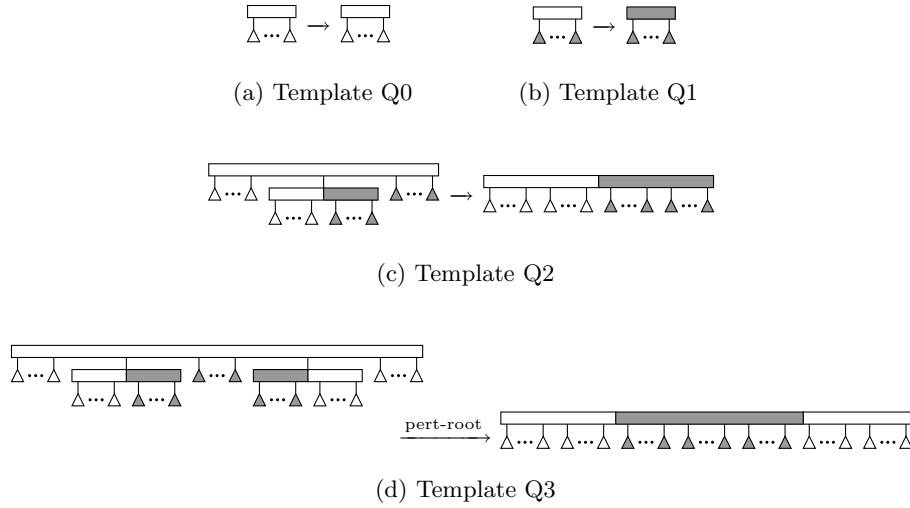 (a) Template Q0
(b) Template Q1
(c) Template Q2
pert-root
(d) Template Q3